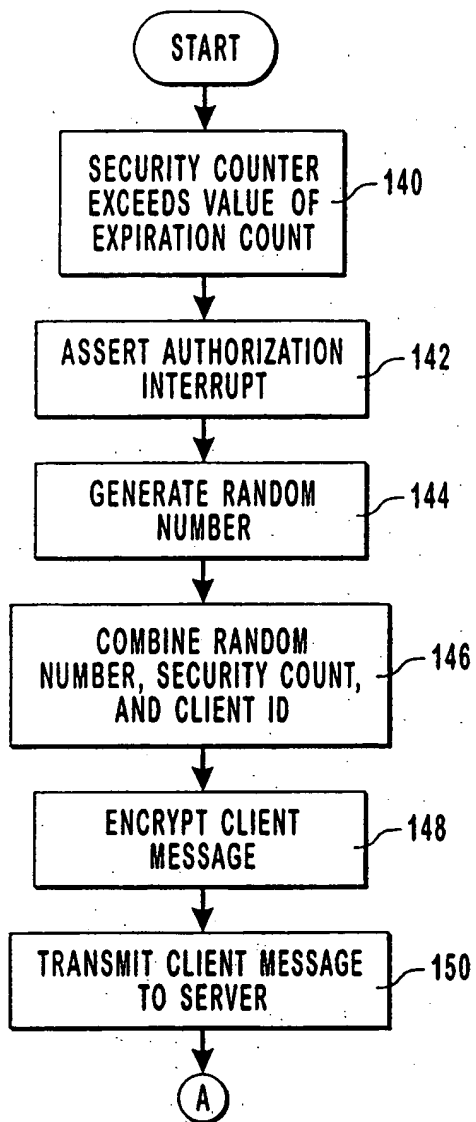 START
SECURITY COUNTER
EXCEEDS VALUE OF
EXPIRATION COUNT
140
ASSERT AUTHORIZATION
INTERRUPT
142
GENERATE RANDOM
NUMBER
144
COMBINE RANDOM
NUMBER, SECURITY COUNT,
AND CLIENT ID
146
ENCRYPT CLIENT
MESSAGE
148
TRANSMIT CLIENT MESSAGE
TO SERVER
150
A